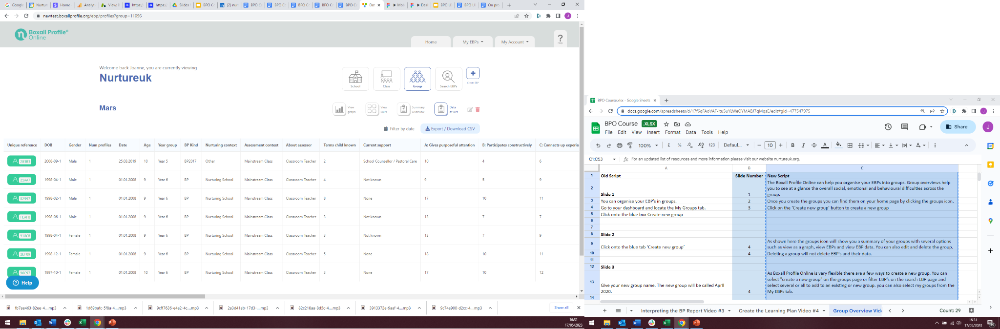 Google
Nurtur
Home
Analyti
View: E
https:/
https:/
Slides
BPO Co
(2) nur
BPO C
BPO Co
BPO Co
BPO Co
BPO Co
Dat
Mob
Desi
BPO U
BPO U
On pro
newtest.boxallprofile.org/ebp/profiles?group=11096
Boxall Profile®
Online
Home
My EBPs
My Account
?
Help
Welcome back Joanne, you are currently viewing
Nurtureuk
School
Class
Group
Search EBPs
Create EBP
Mars
View graph
View EBPs
Summary Overview
Data of BPs
Filter by date
Export / Download CSV
Unique reference DOB Gender Num profiles Date Age Year group BP Kind Nurturing context Assessment context About assessor Terms child known Current support A: Gives purposeful attention B: Participates constructively C: Connects up experie
20383 2008-09-1 Male 1 25.03.2019 10 Year 5 BP2017 Other Mainstream Class Classroom Teacher 2 School Counsellor / Pastoral Care 10 4 6
21AA7 1998-04-1 Male 1 01.01.2008 9 Year 6 BP Nurturing School Mainstream Class Classroom Teacher 4 Not known 9 5 9
82597 1998-02-1 Male 1 01.01.2008 9 Year 6 BP Nurturing School Mainstream Class Classroom Teacher 8 None 17 10 11
FEAFB 1998-06-1 Male 1 01.01.2008 9 Year 6 BP Nurturing School Mainstream Class Classroom Teacher 3 Not known 13 7 7
918CB 1998-04-1 Female 1 01.01.2008 9 Year 6 BP Nurturing School Mainstream Class Classroom Teacher 3 Not known 13 7 9
2EF89 1998-12-1 Female 1 01.01.2008 9 Year 6 BP Nurturing School Mainstream Class Classroom Teacher 5 None 18 10 11
96C97 1997-10-1 Female 1 01.01.2008 10 Year 6 BP Nurturing School Mainstream Class Classroom Teacher 3 None 17 10 12
Help
fb7ae463-82ee-4....mp3
1d69bafc-5f8a-4....mp3
9cff7636-e4e2-4c....mp3
2a3d41ab-17d3-....mp3
82c218aa-8d5c-4....mp3
3913372e-9aaf-4....mp3
9c74a900-d2cc-4....mp3
Show all
16:31
17/05/2023
BPO Course.xlsx - Google Sheets
docs.google.com/spreadsheets/d/17f6qFAoVAF-itu5uYLWeOYMABJ7qMqsE/edit#gid=477547975
BPO Course .XLSX
File Edit View Insert Format Data Tools Help
Share
J
100% £ % .0 .00 123 Defaul... 10 B I A
C1:C53 fx For an updated list of resources and more information please visit our website nurtureuk.org.
A B C
1 Old Script Slide Number New Script
2 Slide 1 1 The Boxall Profile Online can help you organise your EBPs into groups. Group overviews help
you to see at a glance the overall social, emotional and behavioural difficulties across the
group.
3 You can organise your EBP's in groups. 2 Once you create the groups you can find them on your home page by clicking the groups icon.
4 Go to your dashboard and locate the My Groups tab. 3 Click on the 'Create new group' button to create a new group
5 Click onto the blue box Create new group
6
7
8 Slide 2
9 Click onto the blue tab 'Create new group' 4 As shown here the groups icon will show you a summary of your groups with several options
such as view as a graph, view EBPs and view EBP data. You can also edit and delete the group.
10 4 Deleting a group will not delete EBP's and their data.
11
12 Slide 3
13 Give your new group name. The new group will be called April
2020. 4 As Boxall Profile Online is very flexible there are a few ways to create a new group. You can
select "create a new group" on the groups page or filter EBP's on the search EBP page and
select several or all to add to an existing or new group. you can also select my groups from the
My EBPs tab.
14
Interpreting the BP Report Video #3
Create the Learning Plan Video #4
Group Overview Vide
Count: 29
16:31
17/05/2023
39